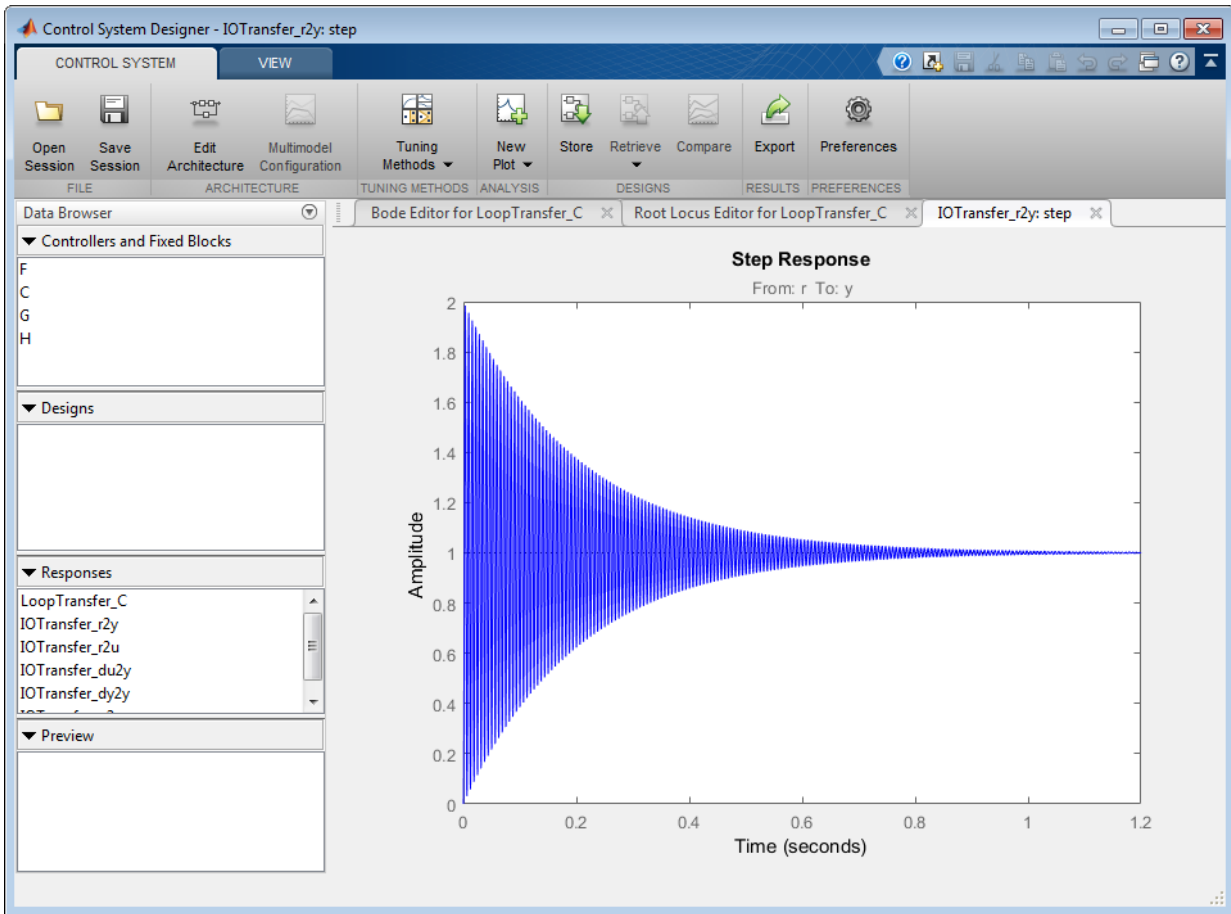 Control System Designer - IOTransfer_r2y: step
CONTROL SYSTEM
VIEW
Open Session
Save Session
Edit Architecture
Multimodel Configuration
Tuning Methods
New Plot
Store
Retrieve
Compare
Export
Preferences
FILE
ARCHITECTURE
TUNING METHODS
ANALYSIS
DESIGNS
RESULTS
PREFERENCES
Data Browser
Controllers and Fixed Blocks
F
C
G
H
Designs
Responses
LoopTransfer_C
IOTransfer_r2y
IOTransfer_r2u
IOTransfer_du2y
IOTransfer_dy2y
Preview
Bode Editor for LoopTransfer_C
Root Locus Editor for LoopTransfer_C
IOTransfer_r2y: step
Step Response
From: r To: y
Amplitude
2
1.8
1.6
1.4
1.2
1
0.8
0.6
0.4
0.2
0
0
0.2
0.4
0.6
0.8
1
1.2
Time (seconds)